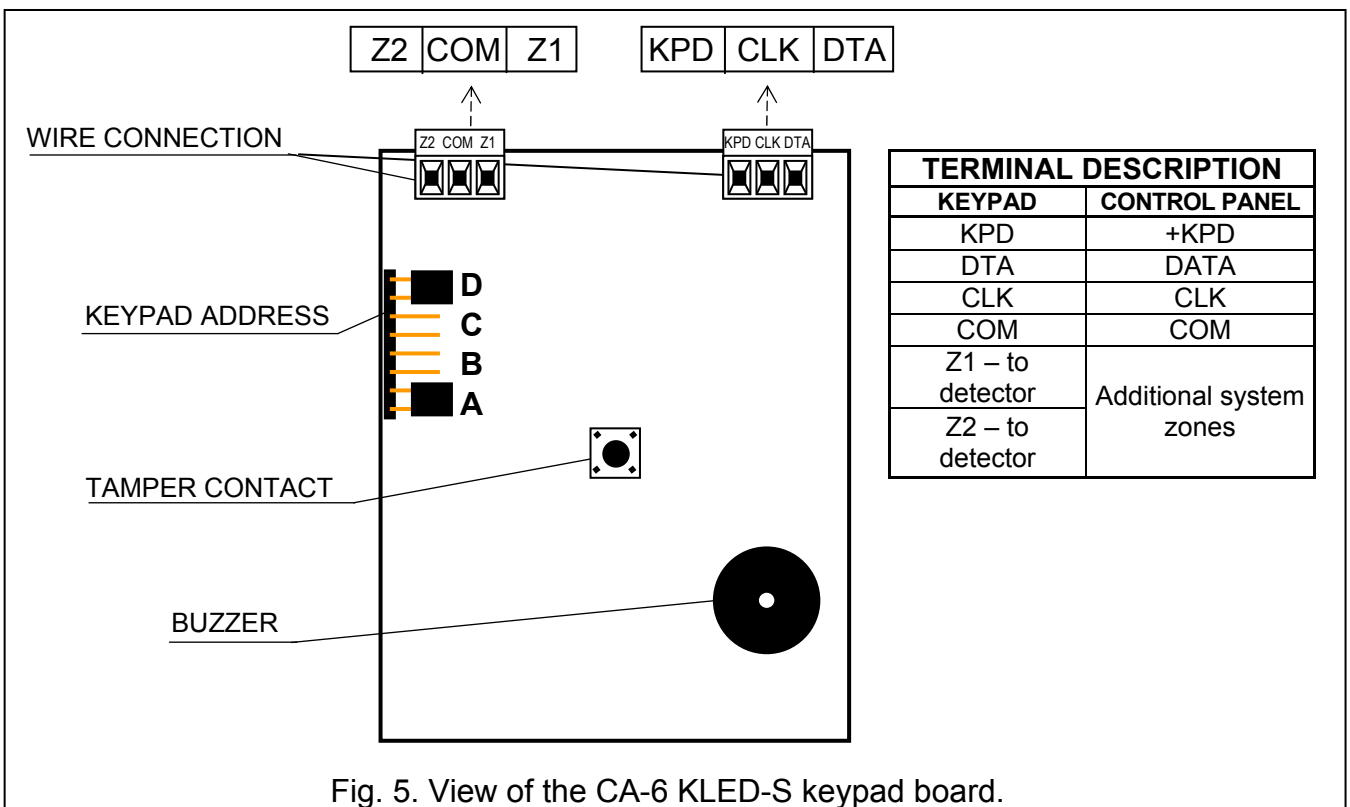 Z2 COM Z1
KPD CLK DTA
WIRE CONNECTION
Z2 COM Z1
KPD CLK DTA
KEYPAD ADDRESS
D
C
B
A
TAMPER CONTACT
BUZZER
TERMINAL DESCRIPTION
KEYPAD CONTROL PANEL
KPD +KPD
DTA DATA
CLK CLK
COM COM
Z1 – to
detector
Z2 – to
detector
Additional system
zones
Fig. 5. View of the CA-6 KLED-S keypad board.